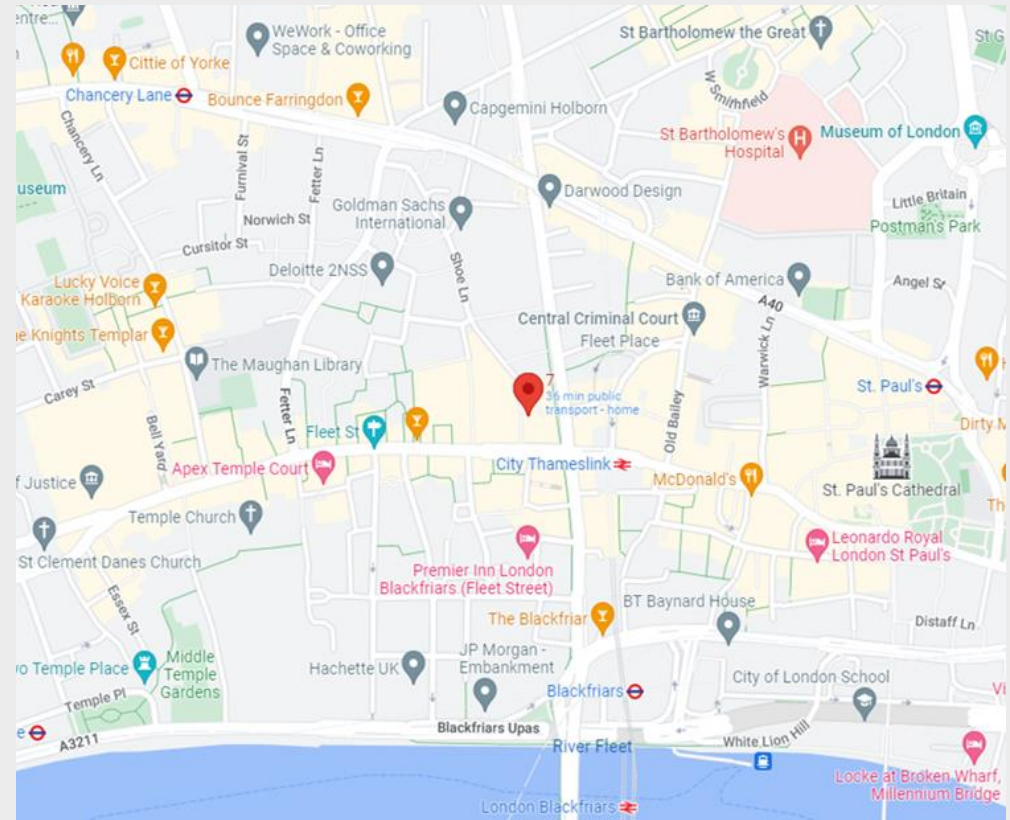 entre...
WeWork - Office
Space & Coworking
St Bartholomew the Great
St G
Cittie of Yorke
Chancery Lane
Bounce Farringdon
Capgemini Holborn
W Smithfield
St Bartholomew's
Hospital
Museum of London
Chancery Ln
Furnival St
Fetter Ln
useum
Goldman Sachs
International
Darwood Design
Little Britain
Postman's Park
Norwich St
Cursitor St
Deloitte 2NSS
Shoe Ln
Bank of America
A40
Angel St
Lucky Voice
Karaoke Holborn
e Knights Templar
Central Criminal Court
Fleet Place
Warwick Ln
The Maughan Library
Carey St
7
36 min public
transport - home
St. Paul's
Fetter Ln
Bell Yard
Old Bailey
Fleet St
Dirty M
Apex Temple Court
City Thameslink
McDonald's
St. Paul's Cathedral
f Justice
Th
Temple Church
St Clement Danes Church
Leonardo Royal
London St Paul's
Premier Inn London
Blackfriars (Fleet Street)
Essex St
The Blackfriar
BT Baynard House
Distaff Ln
wo Temple Place
Middle
Temple
Gardens
Hachette UK
JP Morgan -
Embankment
City of London School
Temple Pl
Blackfriars
Vi
e
A3211
Blackfriars Upas
River Fleet
White Lion Hill
Locke at Broken Wharf,
Millennium Bridge
London Blackfriars